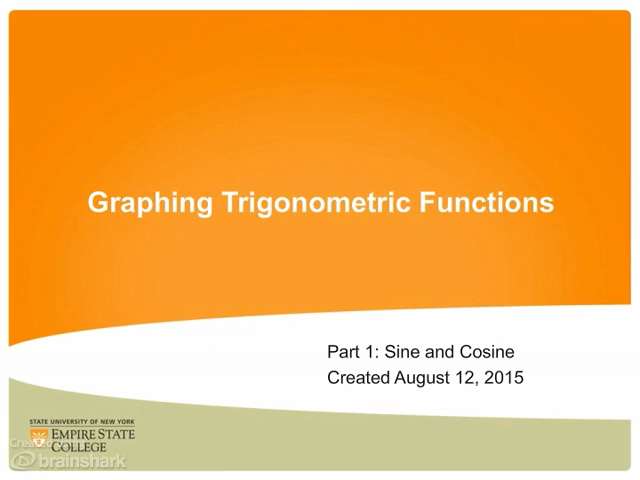 Graphing Trigonometric Functions
Part 1: Sine and Cosine
Created August 12, 2015
STATE UNIVERSITY OF NEW YORK
EMPIRE STATE
COLLEGE
brainshark